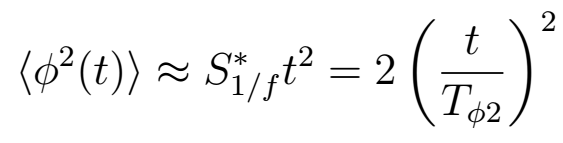 ⟨ϕ²(t)⟩ ≈ S*_{1/f} t² = 2 (t / T_{ϕ2})²